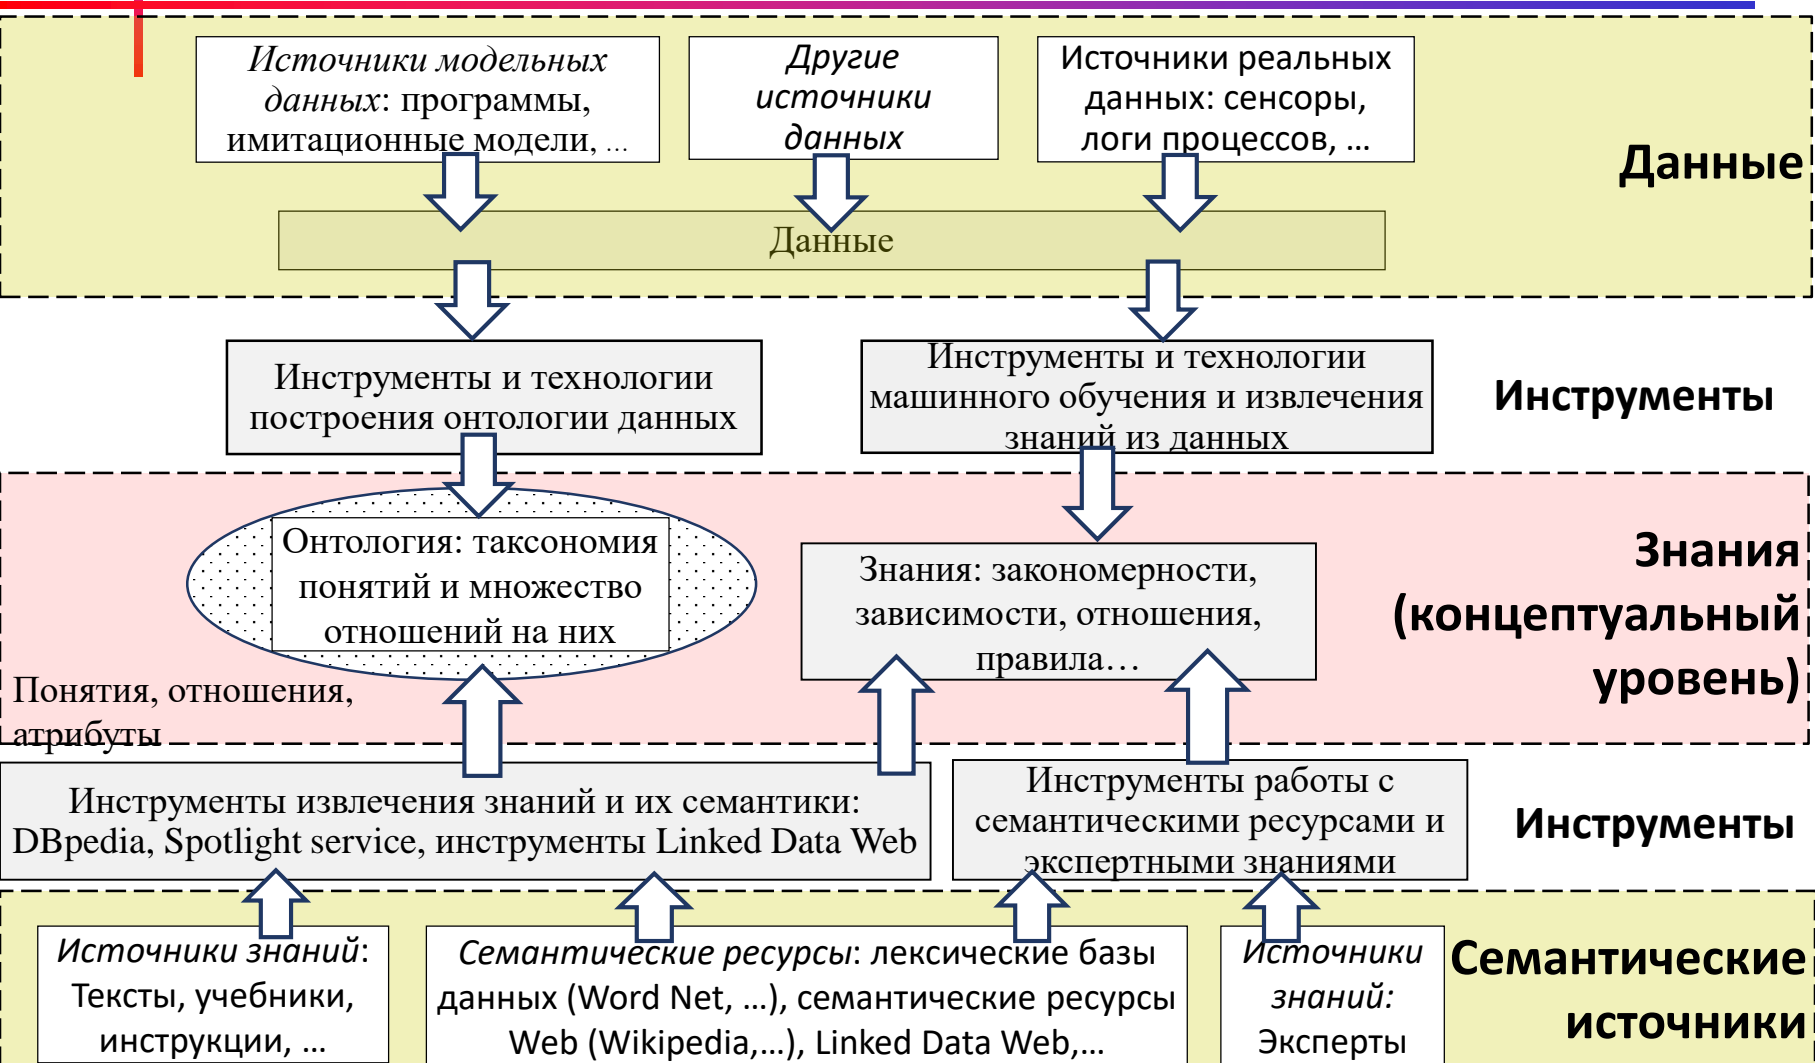 Источники модельных
данных: программы,
имитационные модели, ...
Другие
источники
данных
Источники реальных
данных: сенсоры,
логи процессов, ...
Данные
Данные
Инструменты и технологии
построения онтологии данных
Инструменты и технологии
машинного обучения и извлечения
знаний из данных
Инструменты
Онтология: таксономия
понятий и множество
отношений на них
Знания: закономерности,
зависимости, отношения,
правила...
Знания
(концептуальный
уровень)
Понятия, отношения,
атрибуты
Инструменты извлечения знаний и их семантики:
DBpedia, Spotlight service, инструменты Linked Data Web
Инструменты работы с
семантическими ресурсами и
экспертными знаниями
Инструменты
Источники знаний:
Тексты, учебники,
инструкции, ...
Семантические ресурсы: лексические базы
данных (Word Net, ...), семантические ресурсы
Web (Wikipedia,...), Linked Data Web,...
Источники
знаний:
Эксперты
Семантические
источники